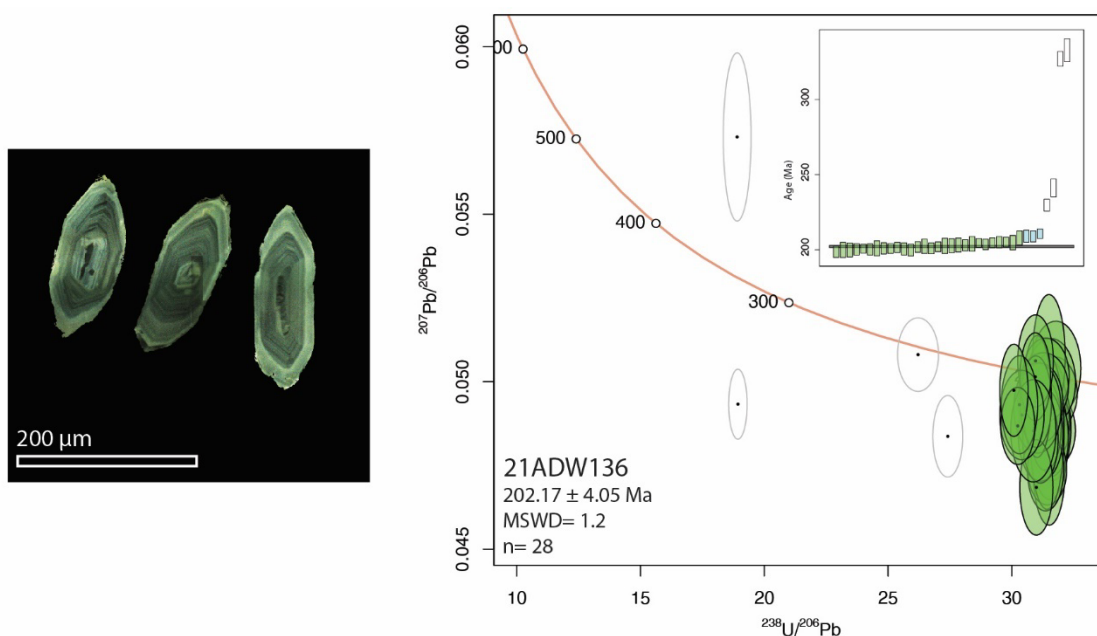 200 µm
0.060
0.055
0.050
0.045
²⁰⁷Pb/²⁰⁶Pb
00
500
400
300
21ADW136
202.17 ± 4.05 Ma
MSWD= 1.2
n= 28
10
15
20
25
30
²³⁸U/²⁰⁶Pb
300
250
200
Age (Ma)